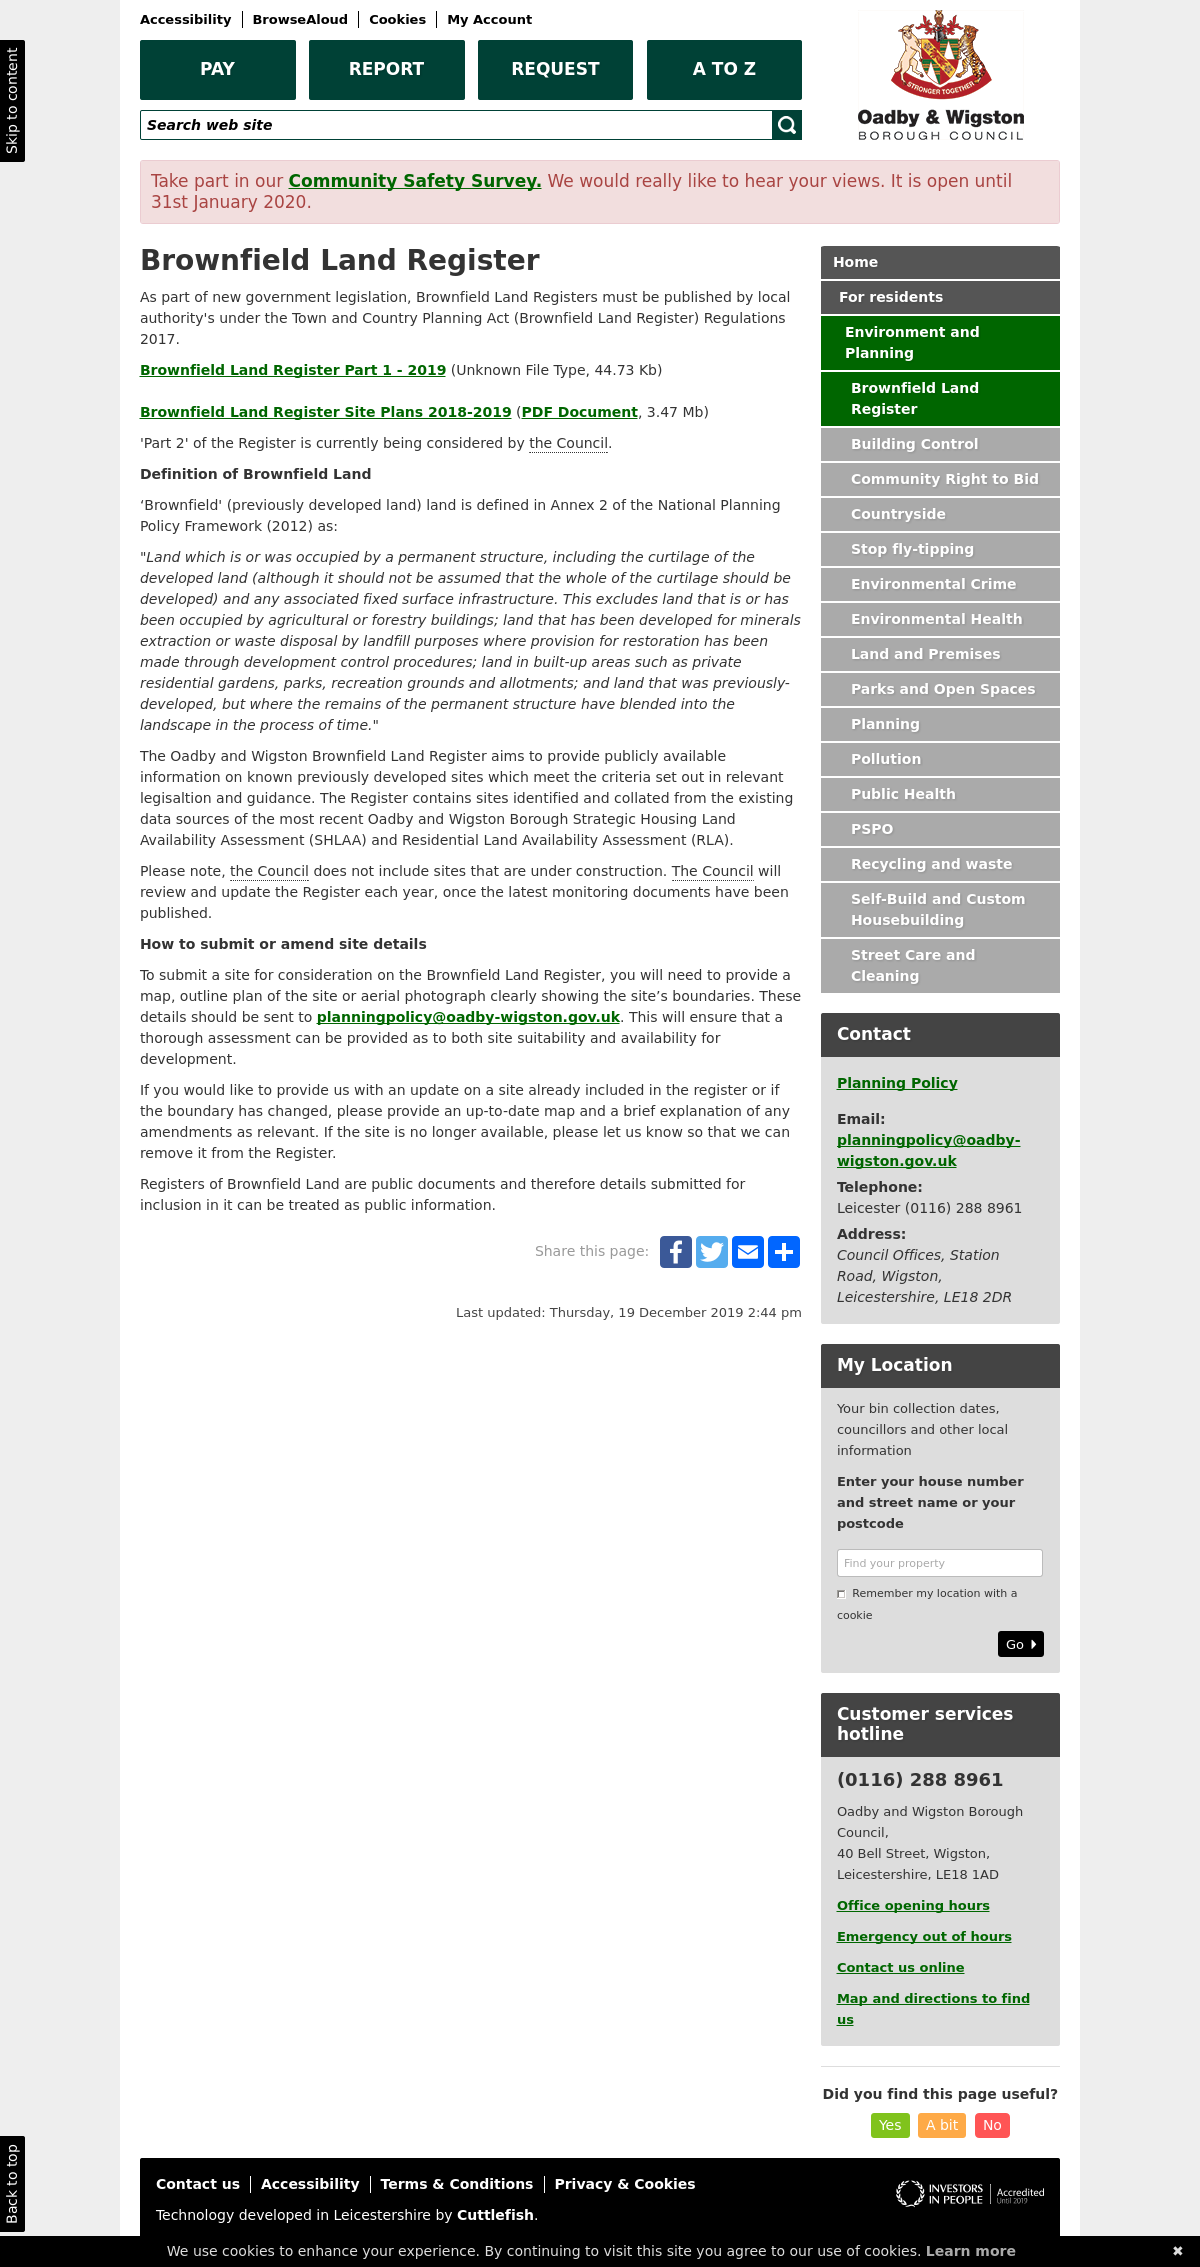 Skip to content
Accessibility
BrowseAloud
Cookies
My Account
PAY
REPORT
REQUEST
A TO Z
Search web site
STRONGER TOGETHER
Oadby & Wigston
BOROUGH COUNCIL
Take part in our Community Safety Survey. We would really like to hear your views. It is open until
31st January 2020.
Brownfield Land Register
As part of new government legislation, Brownfield Land Registers must be published by local
authority's under the Town and Country Planning Act (Brownfield Land Register) Regulations
2017.
Brownfield Land Register Part 1 - 2019 (Unknown File Type, 44.73 Kb)
Brownfield Land Register Site Plans 2018-2019 (PDF Document, 3.47 Mb)
'Part 2' of the Register is currently being considered by the Council.
Definition of Brownfield Land
‘Brownfield' (previously developed land) land is defined in Annex 2 of the National Planning
Policy Framework (2012) as:
"Land which is or was occupied by a permanent structure, including the curtilage of the
developed land (although it should not be assumed that the whole of the curtilage should be
developed) and any associated fixed surface infrastructure. This excludes land that is or has
been occupied by agricultural or forestry buildings; land that has been developed for minerals
extraction or waste disposal by landfill purposes where provision for restoration has been
made through development control procedures; land in built-up areas such as private
residential gardens, parks, recreation grounds and allotments; and land that was previously-
developed, but where the remains of the permanent structure have blended into the
landscape in the process of time."
The Oadby and Wigston Brownfield Land Register aims to provide publicly available
information on known previously developed sites which meet the criteria set out in relevant
legisaltion and guidance. The Register contains sites identified and collated from the existing
data sources of the most recent Oadby and Wigston Borough Strategic Housing Land
Availability Assessment (SHLAA) and Residential Land Availability Assessment (RLA).
Please note, the Council does not include sites that are under construction. The Council will
review and update the Register each year, once the latest monitoring documents have been
published.
How to submit or amend site details
To submit a site for consideration on the Brownfield Land Register, you will need to provide a
map, outline plan of the site or aerial photograph clearly showing the site’s boundaries. These
details should be sent to planningpolicy@oadby-wigston.gov.uk. This will ensure that a
thorough assessment can be provided as to both site suitability and availability for
development.
If you would like to provide us with an update on a site already included in the register or if
the boundary has changed, please provide an up-to-date map and a brief explanation of any
amendments as relevant. If the site is no longer available, please let us know so that we can
remove it from the Register.
Registers of Brownfield Land are public documents and therefore details submitted for
inclusion in it can be treated as public information.
Share this page:
Last updated: Thursday, 19 December 2019 2:44 pm
Home
For residents
Environment and
Planning
Brownfield Land
Register
Building Control
Community Right to Bid
Countryside
Stop fly-tipping
Environmental Crime
Environmental Health
Land and Premises
Parks and Open Spaces
Planning
Pollution
Public Health
PSPO
Recycling and waste
Self-Build and Custom
Housebuilding
Street Care and
Cleaning
Contact
Planning Policy
Email:
planningpolicy@oadby-
wigston.gov.uk
Telephone:
Leicester (0116) 288 8961
Address:
Council Offices, Station
Road, Wigston,
Leicestershire, LE18 2DR
My Location
Your bin collection dates,
councillors and other local
information
Enter your house number
and street name or your
postcode
Find your property
Remember my location with a
cookie
Go
Customer services
hotline
(0116) 288 8961
Oadby and Wigston Borough
Council,
40 Bell Street, Wigston,
Leicestershire, LE18 1AD
Office opening hours
Emergency out of hours
Contact us online
Map and directions to find
us
Did you find this page useful?
Yes
A bit
No
Back to top
Contact us
Accessibility
Terms & Conditions
Privacy & Cookies
Technology developed in Leicestershire by Cuttlefish.
INVESTORS
IN PEOPLE
Accredited
Until 2019
We use cookies to enhance your experience. By continuing to visit this site you agree to our use of cookies. Learn more
✖